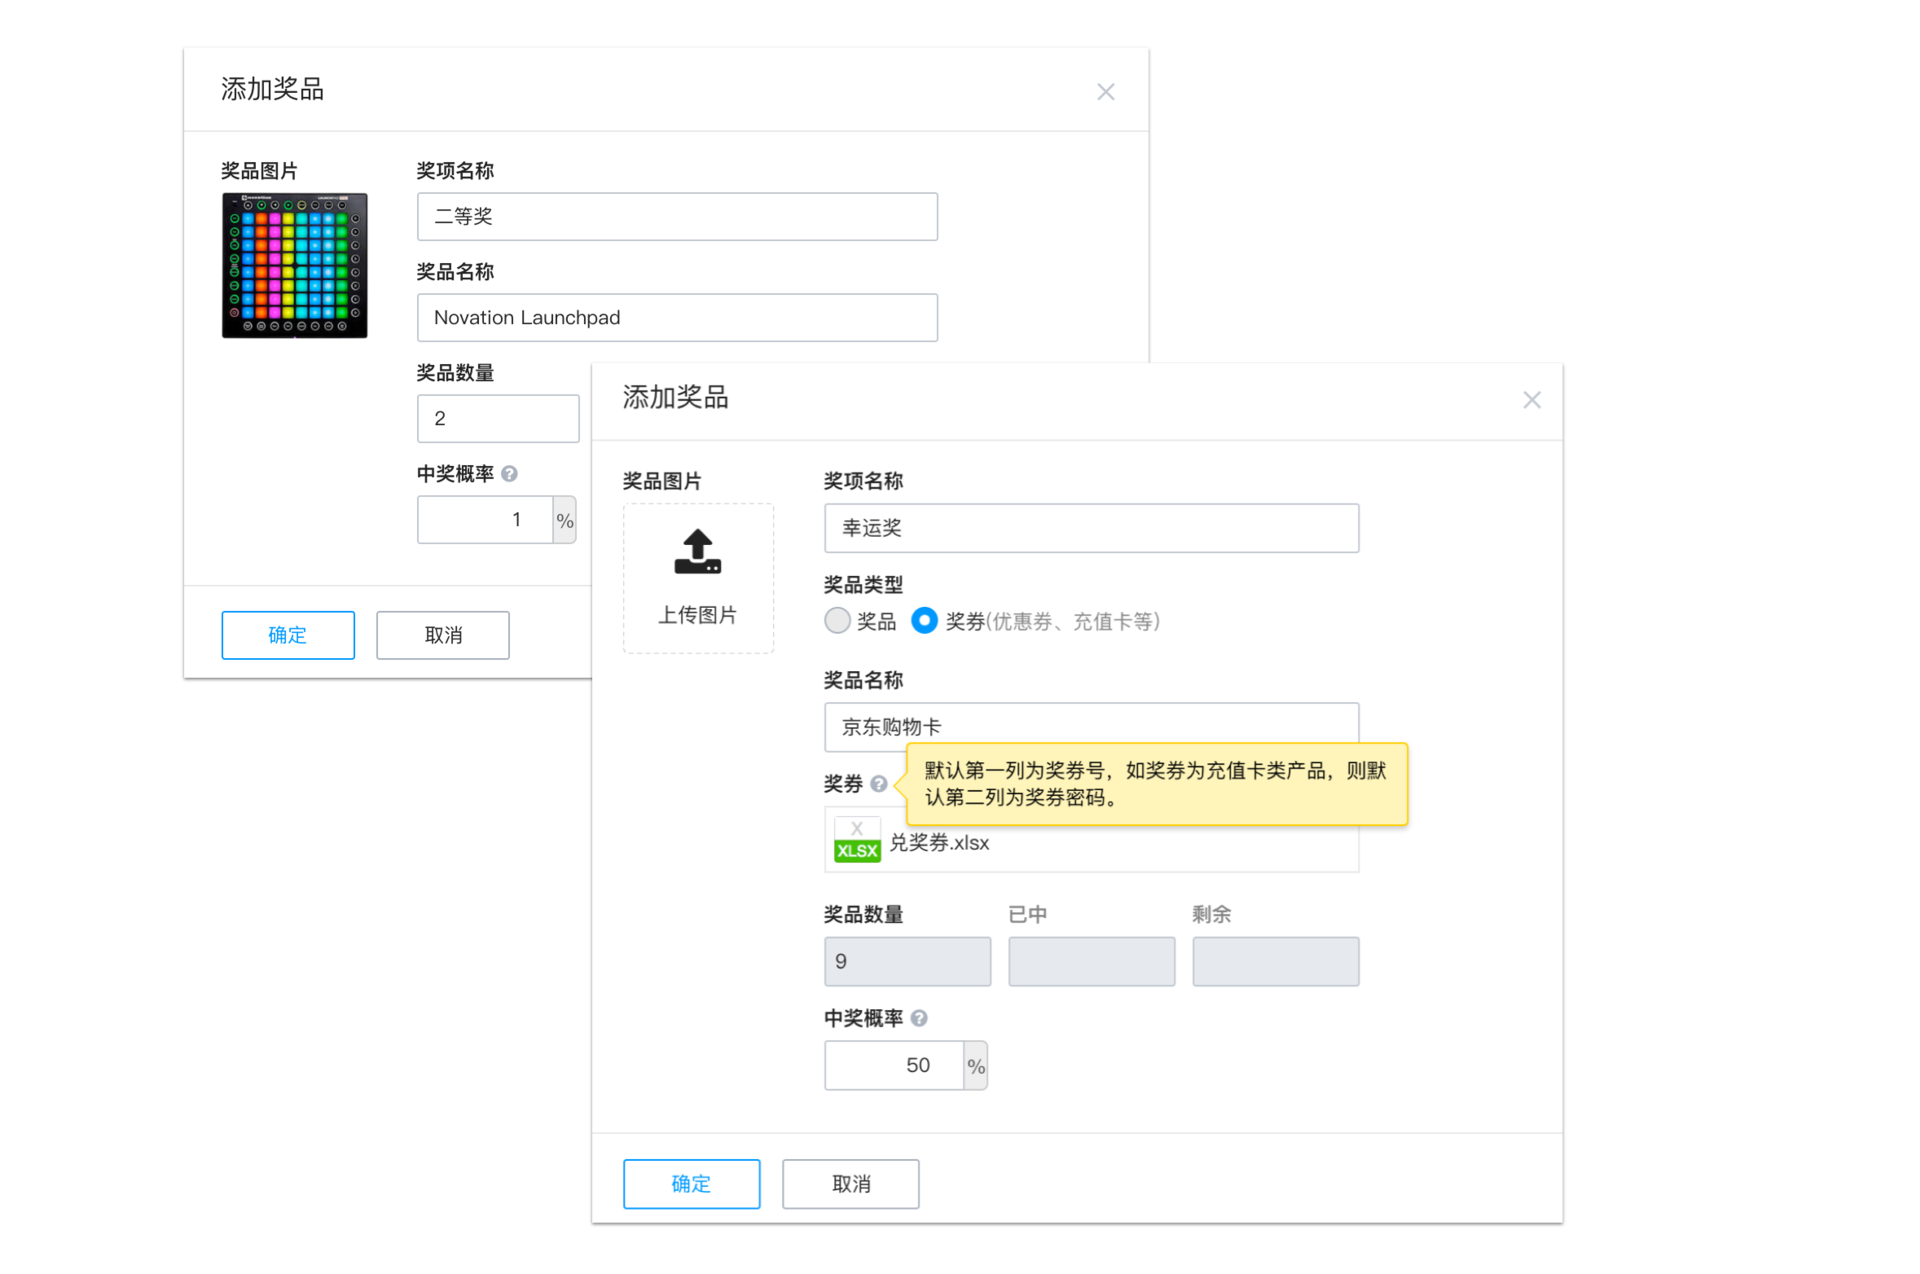 添加奖品
奖品图片
奖项名称
二等奖
奖品名称
Novation Launchpad
奖品数量
2
中奖概率 ?
1 %
确定
取消
添加奖品
奖品图片
上传图片
奖项名称
幸运奖
奖品类型
奖品 奖券(优惠券、充值卡等)
奖品名称
京东购物卡
奖券 ?
默认第一列为奖券号，如奖券为充值卡类产品，则默
认第二列为奖券密码。
X
XLSX
兑奖券.xlsx
奖品数量 已中 剩余
9
中奖概率 ?
50 %
确定
取消